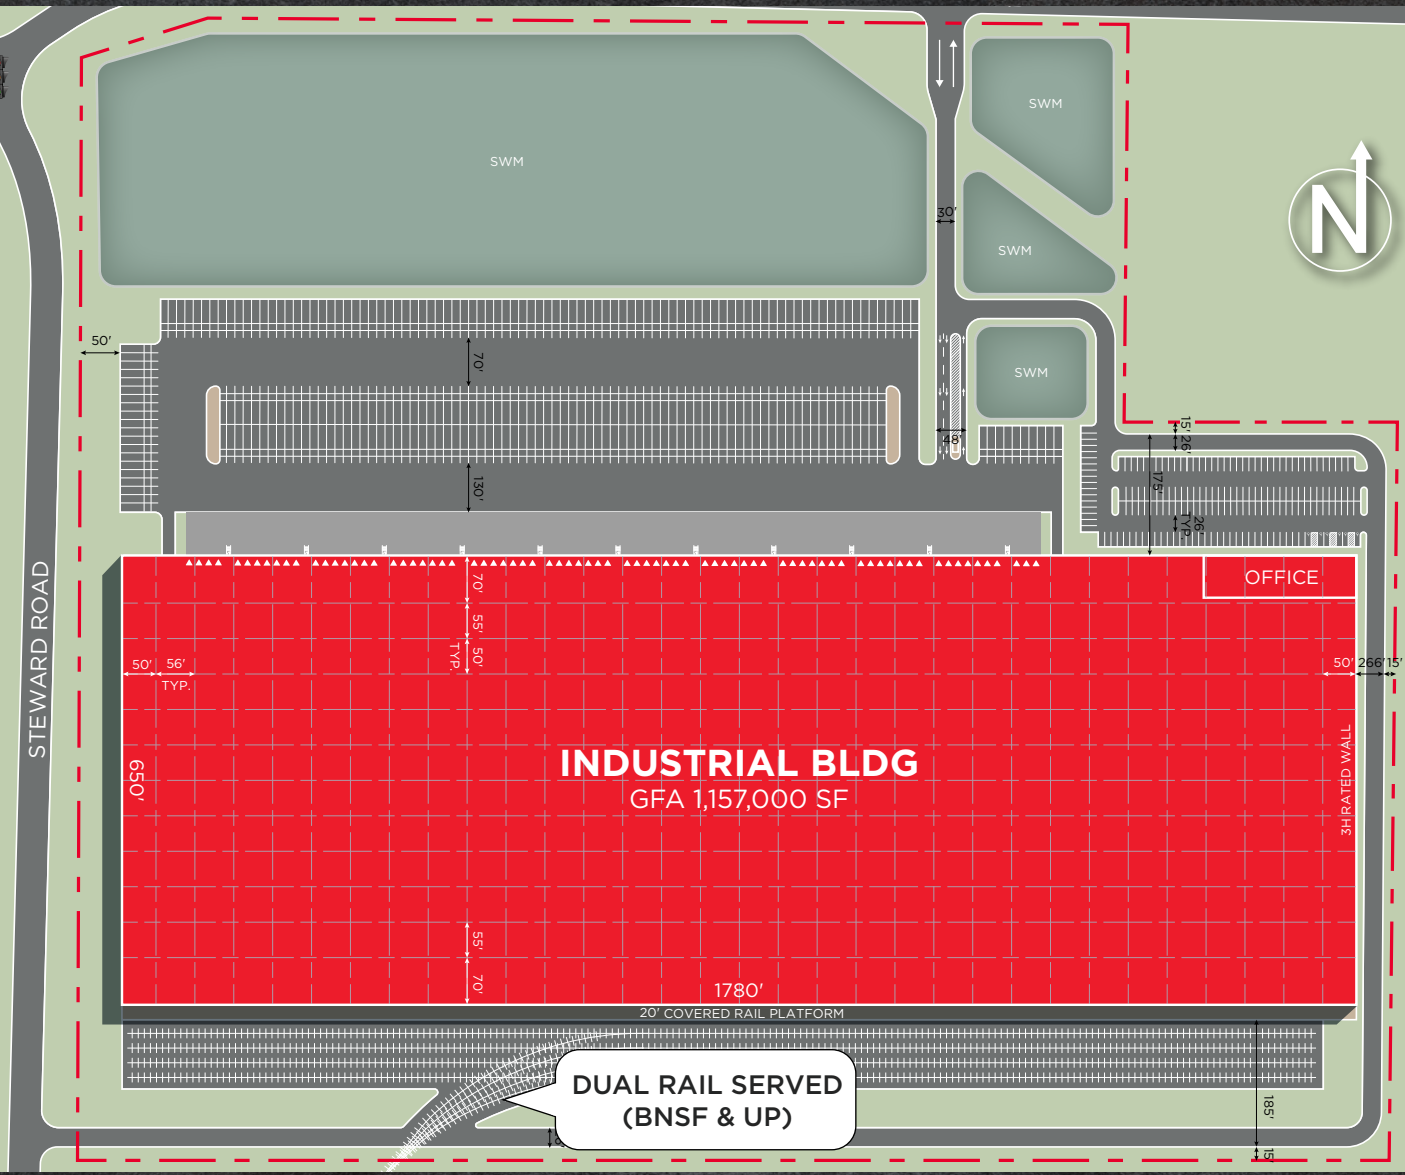 SWM
SWM
N
30'
SWM
50'
70'
SWM
48'
15'
26'
130'
175'
26'
TYP.
OFFICE
70'
55'
50'
TYP.
50'
56'
TYP.
50'
266'
15'
STEWARD ROAD
650'
INDUSTRIAL BLDG
GFA 1,157,000 SF
3H RATED WALL
55'
70'
1780'
20' COVERED RAIL PLATFORM
DUAL RAIL SERVED
(BNSF & UP)
185'
15'